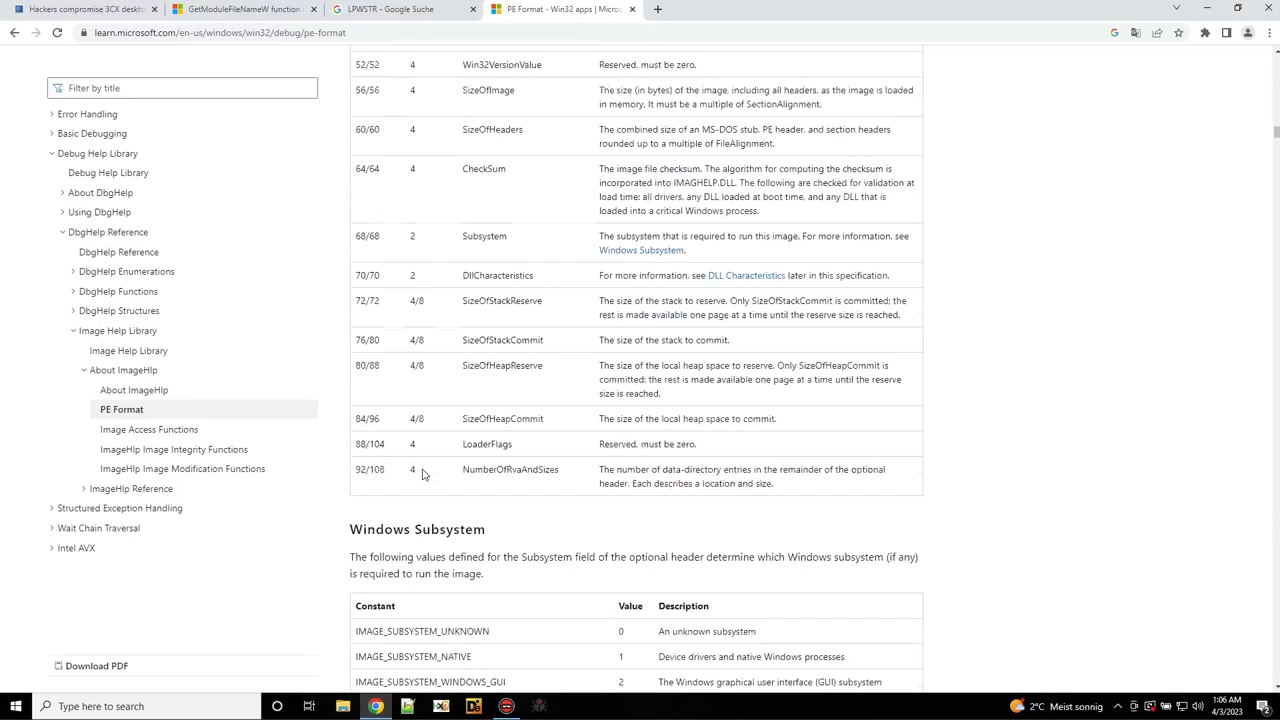 Hackers compromise 3CX desktop
GetModuleFileNameW function
LPWSTR - Google Suche
PE Format - Win32 apps | Micros
learn.microsoft.com/en-us/windows/win32/debug/pe-format
Filter by title
Error Handling
Basic Debugging
Debug Help Library
Debug Help Library
About DbgHelp
Using DbgHelp
DbgHelp Reference
DbgHelp Reference
DbgHelp Enumerations
DbgHelp Functions
DbgHelp Structures
Image Help Library
Image Help Library
About ImageHlp
About ImageHlp
PE Format
Image Access Functions
ImageHlp Image Integrity Functions
ImageHlp Image Modification Functions
ImageHlp Reference
Structured Exception Handling
Wait Chain Traversal
Intel AVX
Download PDF
52/52 4 Win32VersionValue Reserved, must be zero.
56/56 4 SizeOfImage The size (in bytes) of the image, including all headers, as the image is loaded
in memory. It must be a multiple of SectionAlignment.
60/60 4 SizeOfHeaders The combined size of an MS-DOS stub, PE header, and section headers
rounded up to a multiple of FileAlignment.
64/64 4 CheckSum The image file checksum. The algorithm for computing the checksum is
incorporated into IMAGHELP.DLL. The following are checked for validation at
load time: all drivers, any DLL loaded at boot time, and any DLL that is
loaded into a critical Windows process.
68/68 2 Subsystem The subsystem that is required to run this image. For more information, see
Windows Subsystem.
70/70 2 DllCharacteristics For more information, see DLL Characteristics later in this specification.
72/72 4/8 SizeOfStackReserve The size of the stack to reserve. Only SizeOfStackCommit is committed; the
rest is made available one page at a time until the reserve size is reached.
76/80 4/8 SizeOfStackCommit The size of the stack to commit.
80/88 4/8 SizeOfHeapReserve The size of the local heap space to reserve. Only SizeOfHeapCommit is
committed; the rest is made available one page at a time until the reserve
size is reached.
84/96 4/8 SizeOfHeapCommit The size of the local heap space to commit.
88/104 4 LoaderFlags Reserved, must be zero.
92/108 4 NumberOfRvaAndSizes The number of data-directory entries in the remainder of the optional
header. Each describes a location and size.
Windows Subsystem
The following values defined for the Subsystem field of the optional header determine which Windows subsystem (if any)
is required to run the image.
Constant Value Description
IMAGE_SUBSYSTEM_UNKNOWN 0 An unknown subsystem
IMAGE_SUBSYSTEM_NATIVE 1 Device drivers and native Windows processes
IMAGE_SUBSYSTEM_WINDOWS_GUI 2 The Windows graphical user interface (GUI) subsystem
Type here to search
2°C Meist sonnig
1:06 AM
4/3/2023
2